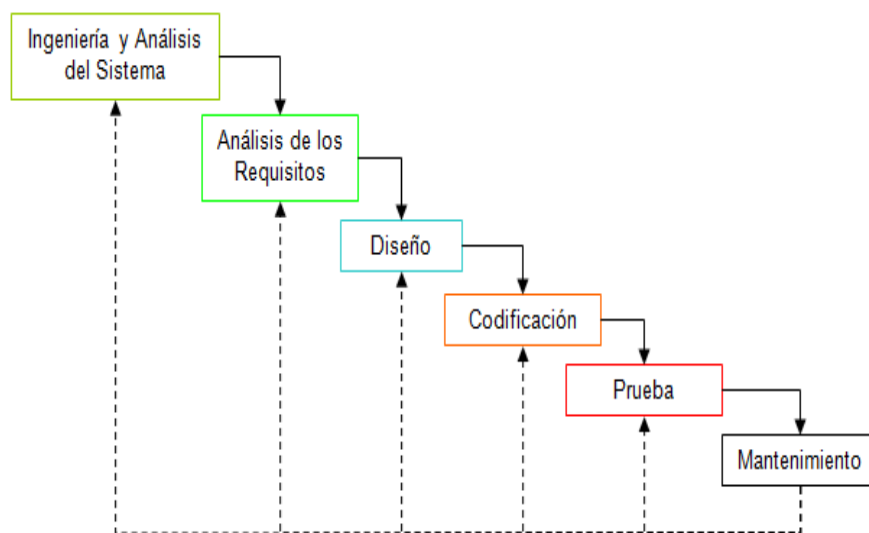 Ingeniería y Análisis
del Sistema
Análisis de los
Requisitos
Diseño
Codificación
Prueba
Mantenimiento